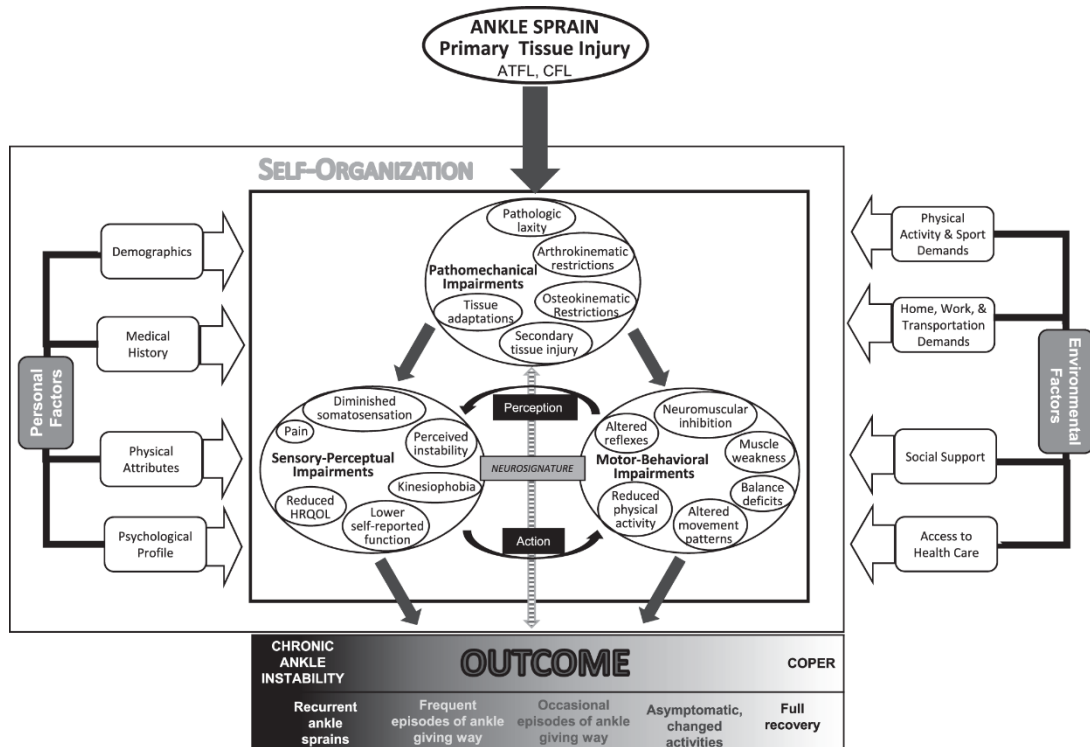 ANKLE SPRAIN
Primary Tissue Injury
ATFL, CFL
SELF-ORGANIZATION
Pathologic
laxity
Arthrokinematic
restrictions
Pathomechanical
Impairments
Osteokinematic
Restrictions
Tissue
adaptations
Secondary
tissue injury
Personal
Factors
Demographics
Medical
History
Physical
Attributes
Psychological
Profile
Diminished
somatosensation
Pain
Perceived
instability
Sensory-Perceptual
Impairments
Kinesiophobia
Reduced
HRQOL
Lower
self-reported
function
Perception
NEUROSIGNATURE
Action
Neuromuscular
inhibition
Altered
reflexes
Muscle
weakness
Motor-Behavioral
Impairments
Balance
deficits
Reduced
physical
activity
Altered
movement
patterns
Physical
Activity & Sport
Demands
Home, Work, &
Transportation
Demands
Social Support
Access to
Health Care
Environmental
Factors
CHRONIC
ANKLE
INSTABILITY
OUTCOME
COPER
Recurrent
ankle
sprains
Frequent
episodes of ankle
giving way
Occasional
episodes of ankle
giving way
Asymptomatic,
changed
activities
Full
recovery